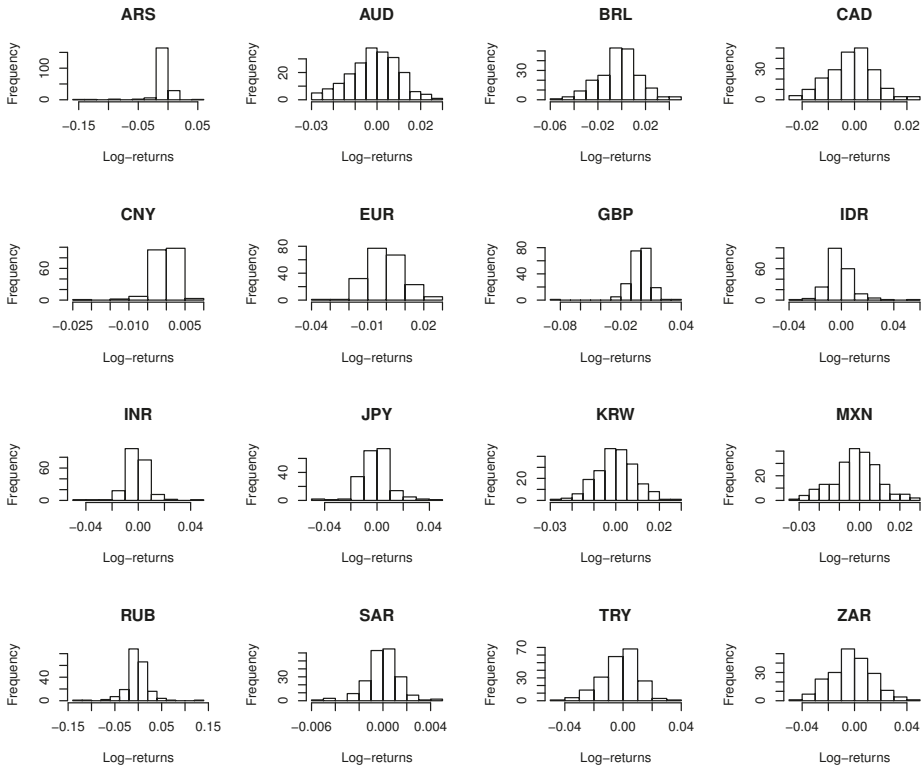 ARS AUD BRL CAD
Frequency 0 100 Frequency 0 20 Frequency 0 30 Frequency 0 30
−0.15 −0.05 0.05 −0.03 0.00 0.02 −0.06 −0.02 0.02 −0.02 0.00 0.02
Log−returns Log−returns Log−returns Log−returns
CNY EUR GBP IDR
Frequency 0 60 Frequency 0 40 80 Frequency 0 40 80 Frequency 0 60
−0.025 −0.010 0.005 −0.04 −0.01 0.02 −0.08 −0.02 0.04 −0.04 0.00 0.04
Log−returns Log−returns Log−returns Log−returns
INR JPY KRW MXN
Frequency 0 60 Frequency 0 40 Frequency 0 20 Frequency 0 20
−0.04 0.00 0.04 −0.04 0.00 0.04 −0.03 0.00 0.02 −0.03 0.00 0.02
Log−returns Log−returns Log−returns Log−returns
RUB SAR TRY ZAR
Frequency 0 40 Frequency 0 30 Frequency 0 30 70 Frequency 0 30
−0.15 −0.05 0.05 0.15 −0.006 0.000 0.005 −0.04 0.00 0.04 −0.04 0.00 0.04
Log−returns Log−returns Log−returns Log−returns